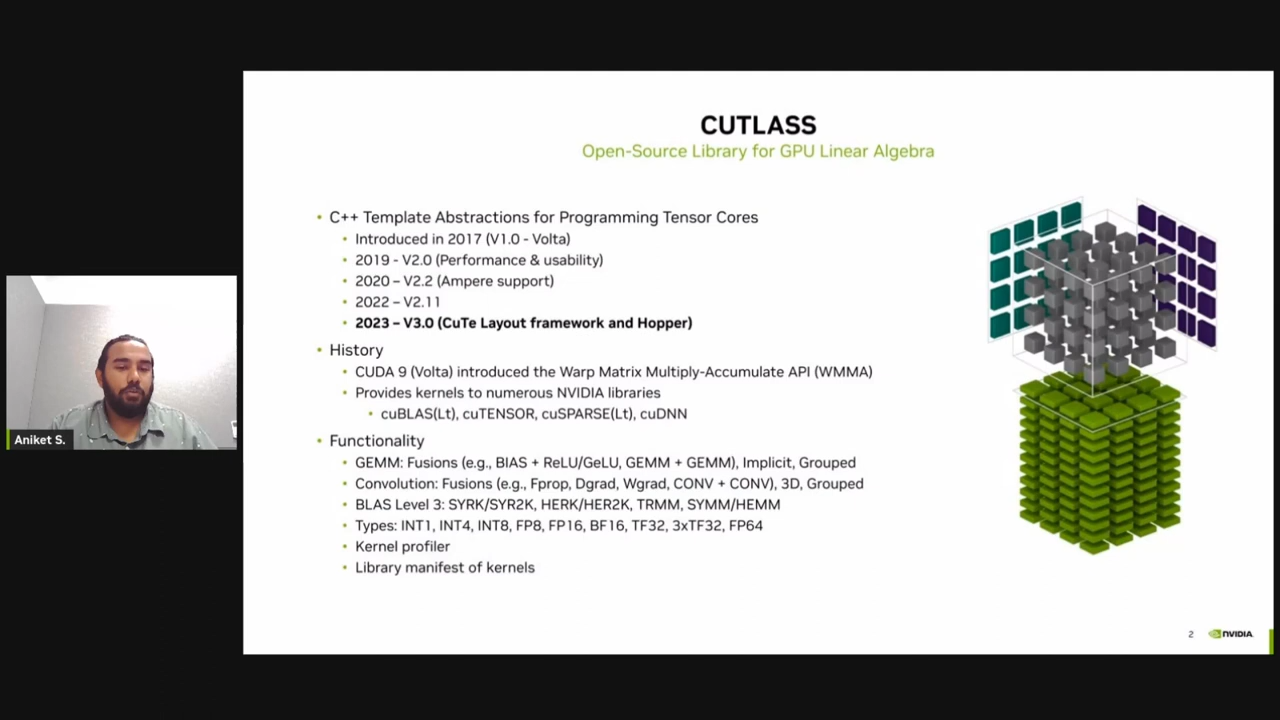 CUTLASS
Open-Source Library for GPU Linear Algebra
• C++ Template Abstractions for Programming Tensor Cores
• Introduced in 2017 (V1.0 - Volta)
• 2019 - V2.0 (Performance & usability)
• 2020 – V2.2 (Ampere support)
• 2022 – V2.11
• 2023 – V3.0 (CuTe Layout framework and Hopper)
• History
• CUDA 9 (Volta) introduced the Warp Matrix Multiply-Accumulate API (WMMA)
• Provides kernels to numerous NVIDIA libraries
• cuBLAS(Lt), cuTENSOR, cuSPARSE(Lt), cuDNN
• Functionality
• GEMM: Fusions (e.g., BIAS + ReLU/GeLU, GEMM + GEMM), Implicit, Grouped
• Convolution: Fusions (e.g., Fprop, Dgrad, Wgrad, CONV + CONV), 3D, Grouped
• BLAS Level 3: SYRK/SYR2K, HERK/HER2K, TRMM, SYMM/HEMM
• Types: INT1, INT4, INT8, FP8, FP16, BF16, TF32, 3xTF32, FP64
• Kernel profiler
• Library manifest of kernels
Aniket S.
2 NVIDIA.